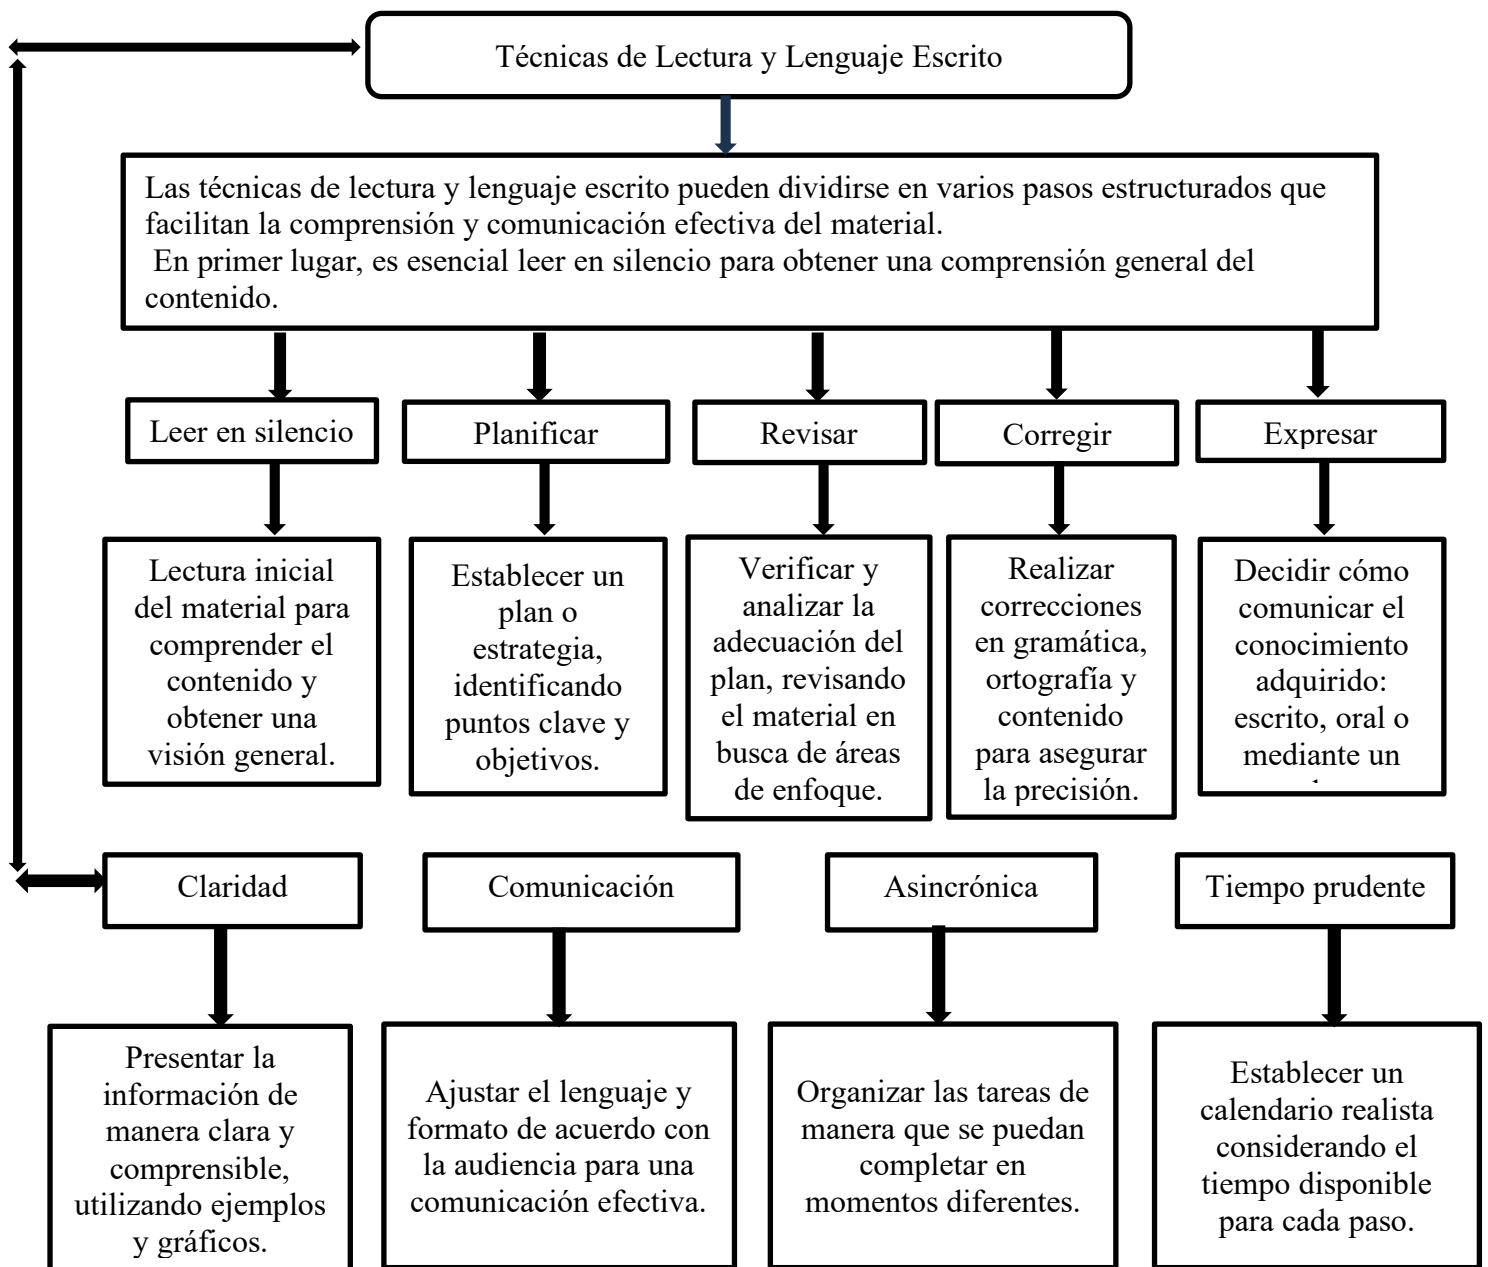 Técnicas de Lectura y Lenguaje Escrito
Las técnicas de lectura y lenguaje escrito pueden dividirse en varios pasos estructurados que
facilitan la comprensión y comunicación efectiva del material.
En primer lugar, es esencial leer en silencio para obtener una comprensión general del
contenido.
Leer en silencio
Planificar
Revisar
Corregir
Expresar
Lectura inicial
del material para
comprender el
contenido y
obtener una
visión general.
Establecer un
plan o
estrategia,
identificando
puntos clave y
objetivos.
Verificar y
analizar la
adecuación del
plan, revisando
el material en
busca de áreas
de enfoque.
Realizar
correcciones
en gramática,
ortografía y
contenido
para asegurar
la precisión.
Decidir cómo
comunicar el
conocimiento
adquirido:
escrito, oral o
mediante un
Claridad
Comunicación
Asincrónica
Tiempo prudente
Presentar la
información de
manera clara y
comprensible,
utilizando ejemplos
y gráficos.
Ajustar el lenguaje y
formato de acuerdo con
la audiencia para una
comunicación efectiva.
Organizar las tareas de
manera que se puedan
completar en
momentos diferentes.
Establecer un
calendario realista
considerando el
tiempo disponible
para cada paso.